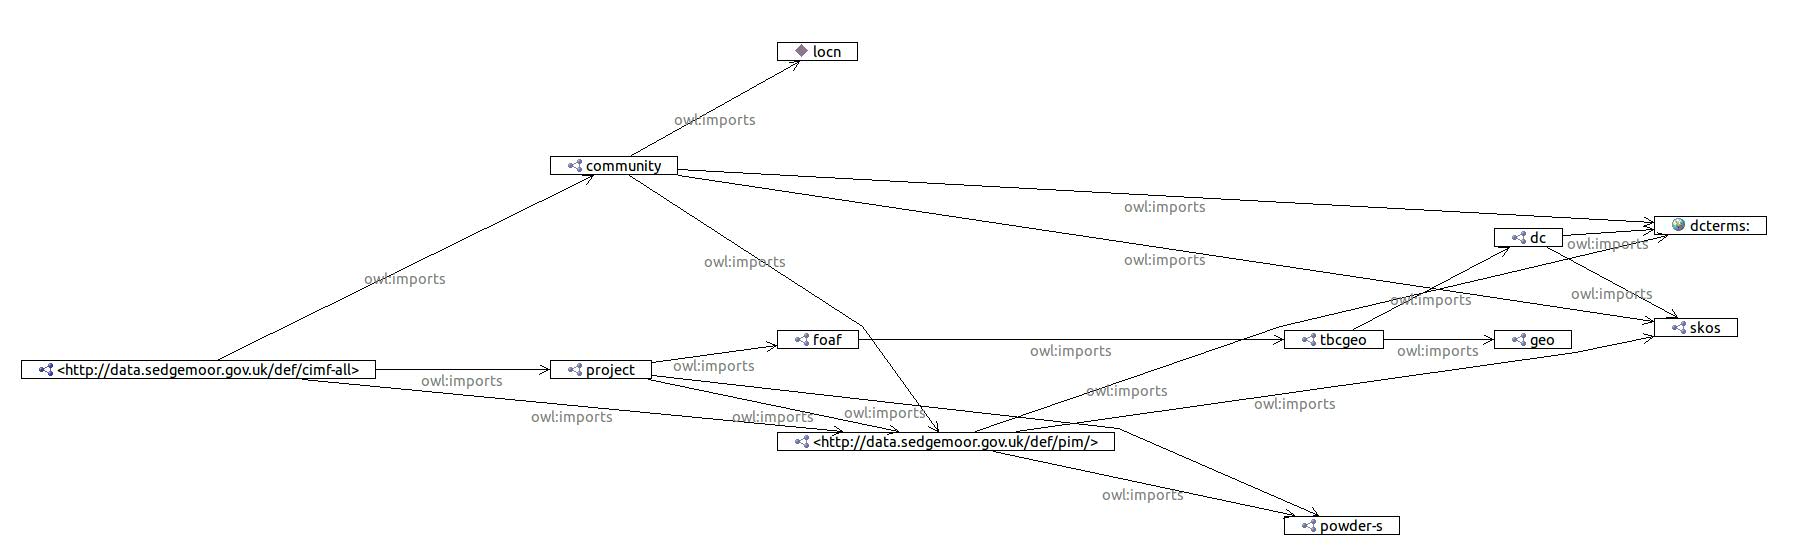 locn
owl:imports
community
owl:imports
dcterms:
dc
owl:imports
owl:imports
owl:imports
owl:imports
owl:imports
owl:imports
skos
foaf
tbcgeo
geo
owl:imports
owl:imports
<http://data.sedgemoor.gov.uk/def/cimf-all>
project
owl:imports
owl:imports
owl:imports
owl:imports
owl:imports
owl:imports
owl:imports
owl:imports
<http://data.sedgemoor.gov.uk/def/pim/>
owl:imports
powder-s